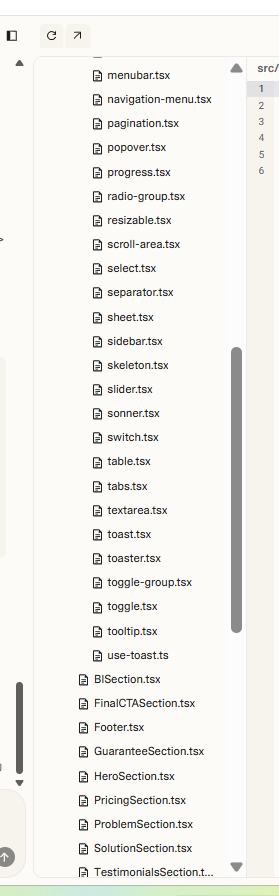 src/
menubar.tsx
navigation-menu.tsx
pagination.tsx
popover.tsx
progress.tsx
radio-group.tsx
resizable.tsx
scroll-area.tsx
select.tsx
separator.tsx
sheet.tsx
sidebar.tsx
skeleton.tsx
slider.tsx
sonner.tsx
switch.tsx
table.tsx
tabs.tsx
textarea.tsx
toast.tsx
toaster.tsx
toggle-group.tsx
toggle.tsx
tooltip.tsx
use-toast.ts
BISection.tsx
FinalCTASection.tsx
Footer.tsx
GuaranteeSection.tsx
HeroSection.tsx
PricingSection.tsx
ProblemSection.tsx
SolutionSection.tsx
TestimonialsSection.t...
1
2
3
4
5
6